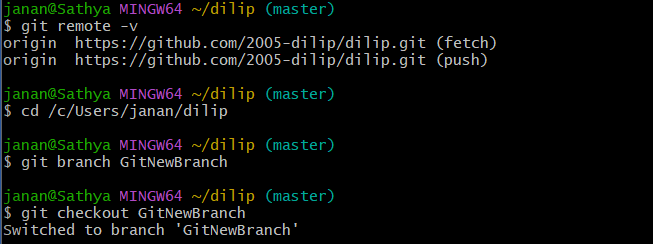 janan@Sathya MINGW64 ~/dilip (master)
$ git remote -v
origin  https://github.com/2005-dilip/dilip.git (fetch)
origin  https://github.com/2005-dilip/dilip.git (push)
janan@Sathya MINGW64 ~/dilip (master)
$ cd /c/Users/janan/dilip
janan@Sathya MINGW64 ~/dilip (master)
$ git branch GitNewBranch
janan@Sathya MINGW64 ~/dilip (master)
$ git checkout GitNewBranch
Switched to branch 'GitNewBranch'